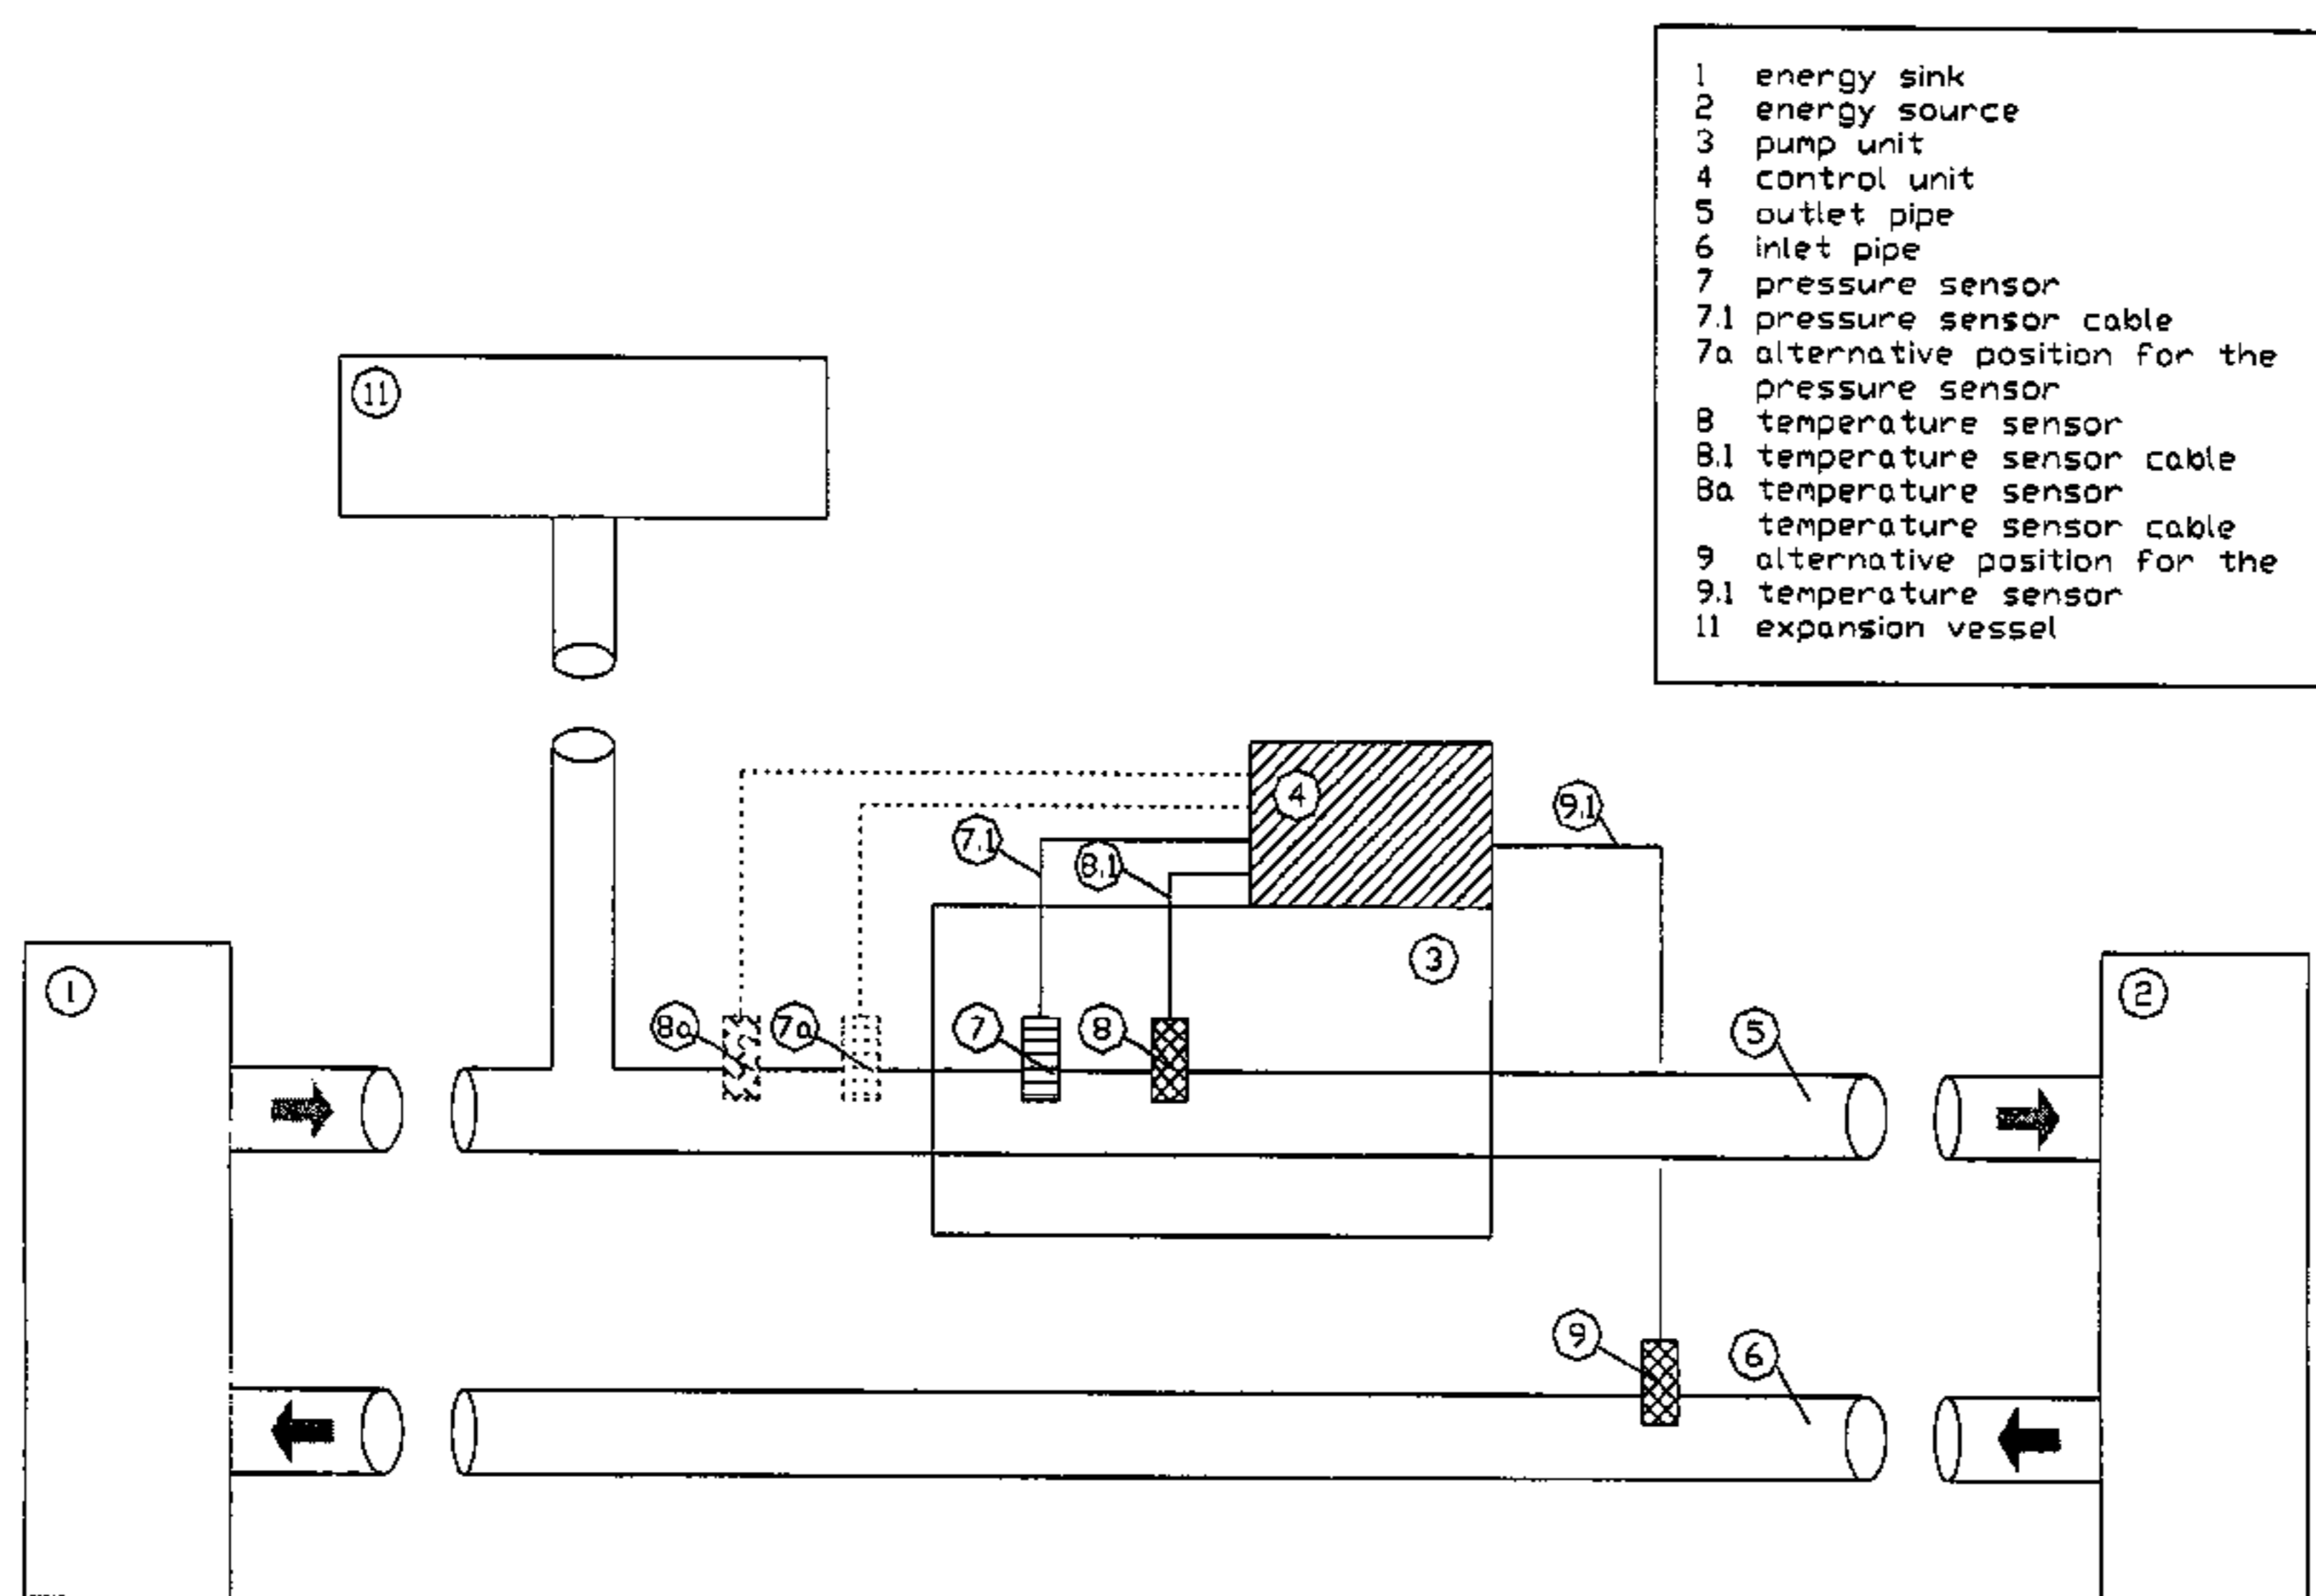 1 energy sink
2 energy source
3 pump unit
4 control unit
5 outlet pipe
6 inlet pipe
7 pressure sensor
7.1 pressure sensor cable
7a alternative position for the
pressure sensor
8 temperature sensor
8.1 temperature sensor cable
8a temperature sensor
temperature sensor cable
9 alternative position for the
9.1 temperature sensor
11 expansion vessel
11
4
9.1
7.1
8.1
3
1
2
8a
7a
7
8
5
9
6